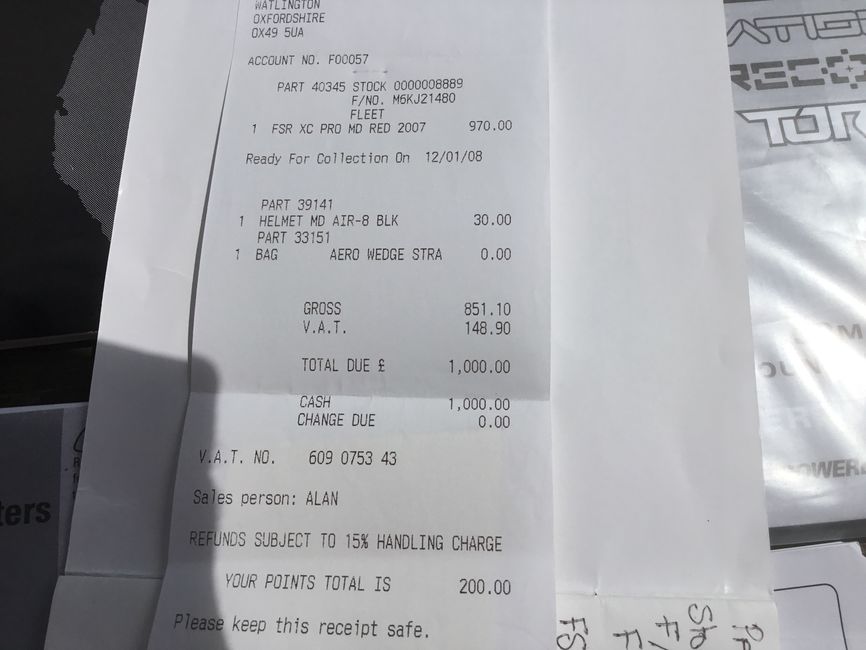 WATLINGTON
OXFORDSHIRE
OX49 5UA
ACCOUNT NO. F00057
PART 40345 STOCK 0000008889
F/NO. M6KJ21480
FLEET
1 FSR XC PRO MD RED 2007 970.00
Ready For Collection On 12/01/08
PART 39141
1 HELMET MD AIR-8 BLK 30.00
PART 33151
1 BAG AERO WEDGE STRA 0.00
GROSS 851.10
V.A.T. 148.90
TOTAL DUE £ 1,000.00
CASH 1,000.00
CHANGE DUE 0.00
V.A.T. NO. 609 0753 43
Sales person: ALAN
REFUNDS SUBJECT TO 15% HANDLING CHARGE
YOUR POINTS TOTAL IS 200.00
Please keep this receipt safe.